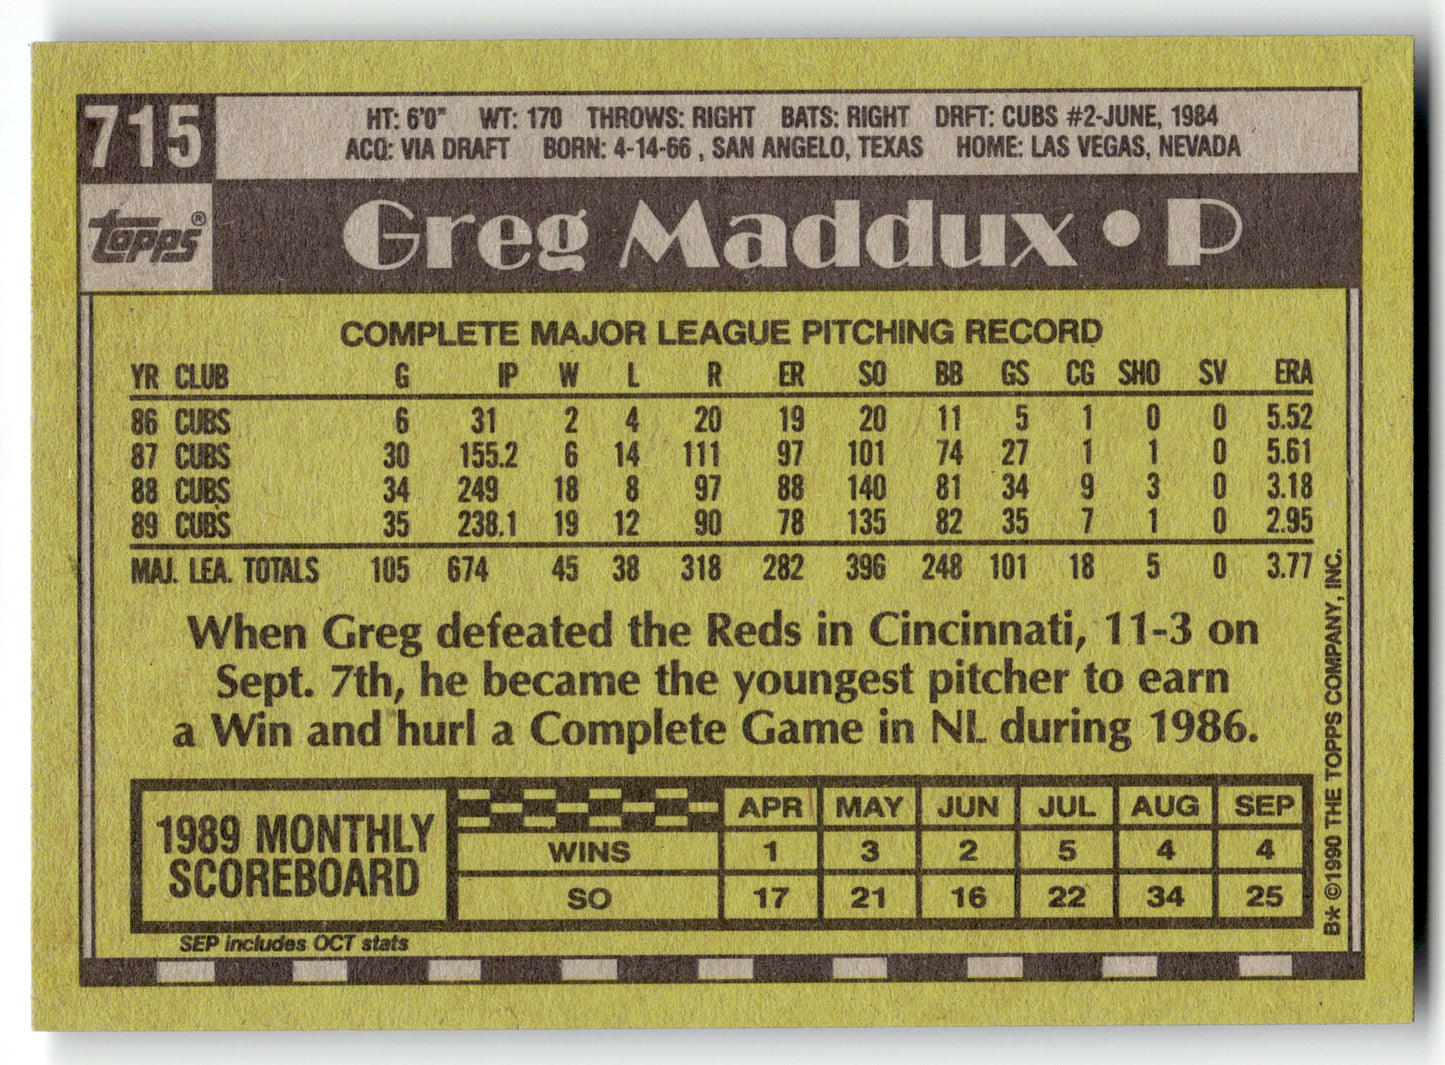 715
HT: 6'0" WT: 170 THROWS: RIGHT BATS: RIGHT DRFT: CUBS #2-JUNE, 1984
ACQ: VIA DRAFT BORN: 4-14-66 , SAN ANGELO, TEXAS HOME: LAS VEGAS, NEVADA
Topps®
Greg Maddux • P
COMPLETE MAJOR LEAGUE PITCHING RECORD
YR CLUB G IP W L R ER SO BB GS CG SHO SV ERA
86 CUBS 6 31 2 4 20 19 20 11 5 1 0 0 5.52
87 CUBS 30 155.2 6 14 111 97 101 74 27 1 1 0 5.61
88 CUBS 34 249 18 8 97 88 140 81 34 9 3 0 3.18
89 CUBS 35 238.1 19 12 90 78 135 82 35 7 1 0 2.95
MAJ. LEA. TOTALS 105 674 45 38 318 282 396 248 101 18 5 0 3.77
When Greg defeated the Reds in Cincinnati, 11-3 on
Sept. 7th, he became the youngest pitcher to earn
a Win and hurl a Complete Game in NL during 1986.
1989 MONTHLY
SCOREBOARD
APR MAY JUN JUL AUG SEP
WINS 1 3 2 5 4 4
SO 17 21 16 22 34 25
SEP includes OCT stats
B* ©1990 THE TOPPS COMPANY, INC.